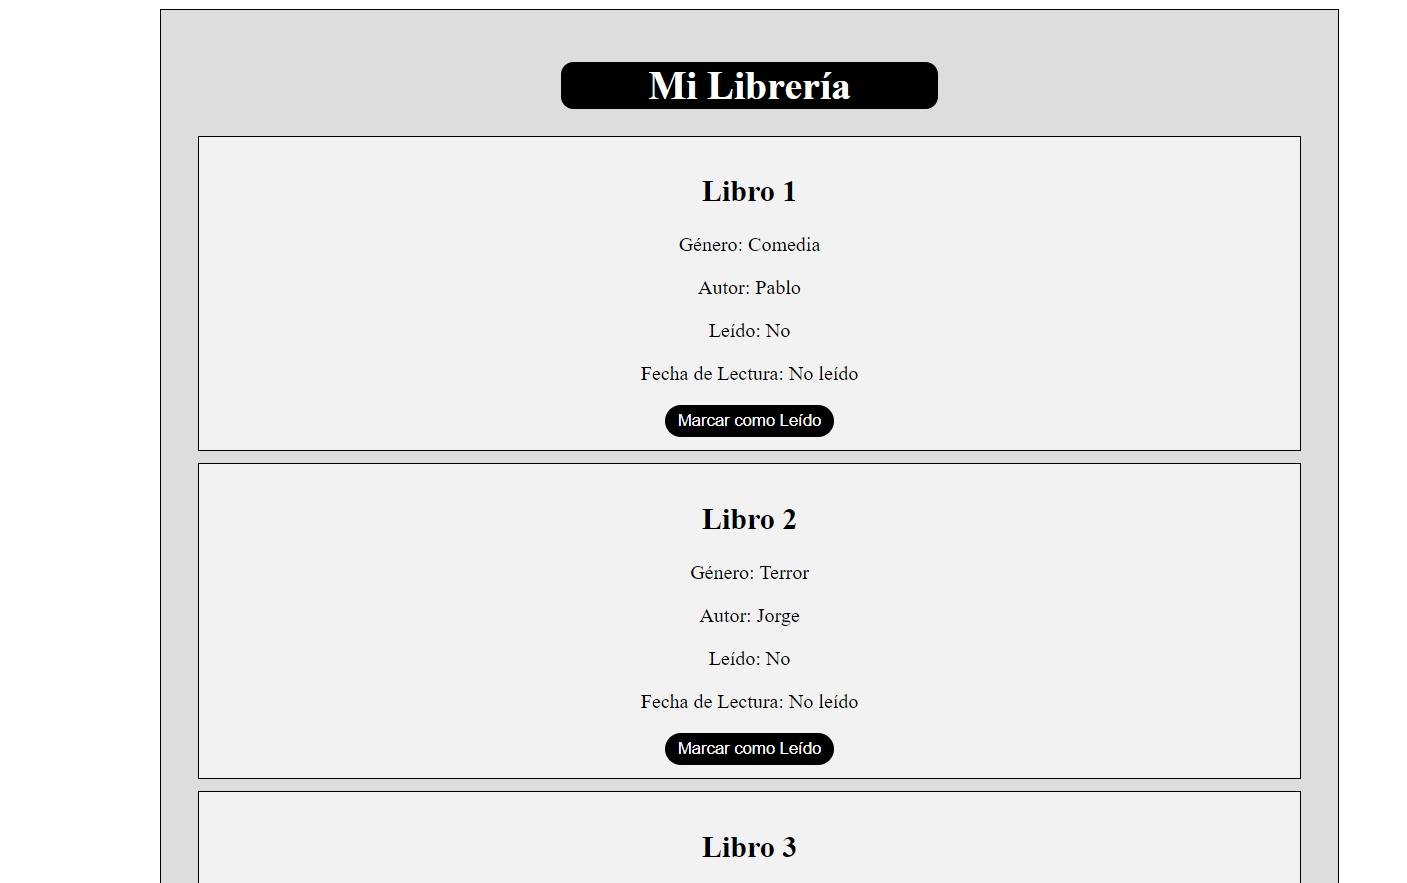 Mi Librería
Libro 1
Género: Comedia
Autor: Pablo
Leído: No
Fecha de Lectura: No leído
Marcar como Leído
Libro 2
Género: Terror
Autor: Jorge
Leído: No
Fecha de Lectura: No leído
Marcar como Leído
Libro 3